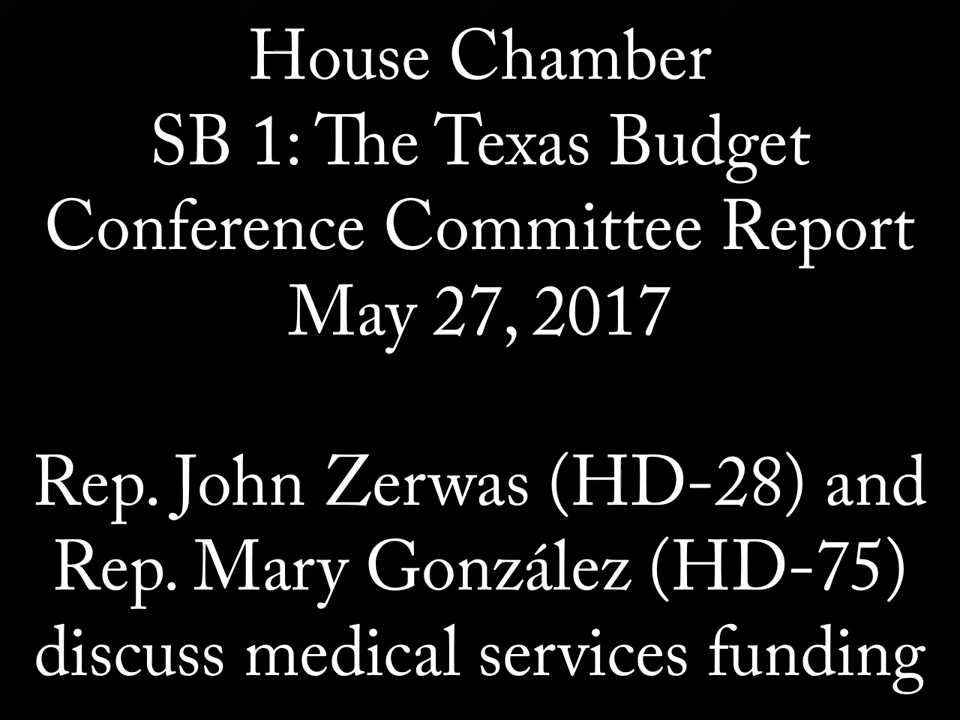 House Chamber
SB 1: The Texas Budget
Conference Committee Report
May 27, 2017
Rep. John Zerwas (HD-28) and
Rep. Mary González (HD-75)
discuss medical services funding